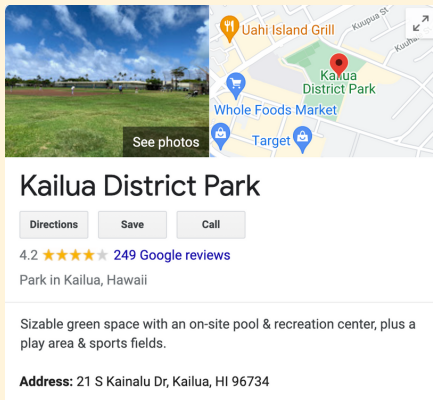 Uahi Island Grill
Kuupua St
Kuuha
Kailua
District Park
Whole Foods Market
Target
See photos
Kailua District Park
Directions
Save
Call
4.2
249 Google reviews
Park in Kailua, Hawaii
Sizable green space with an on-site pool & recreation center, plus a
play area & sports fields.
Address: 21 S Kainalu Dr, Kailua, HI 96734